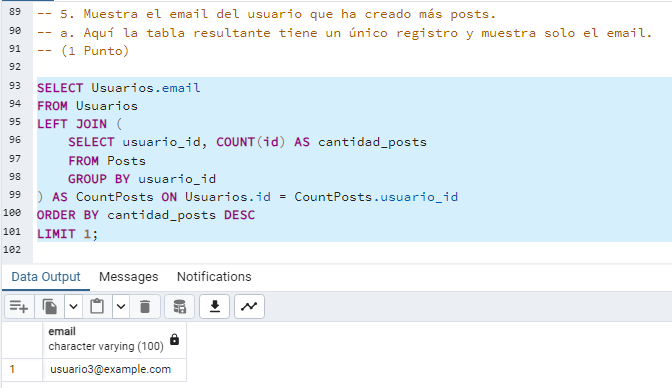 89 -- 5. Muestra el email del usuario que ha creado más posts.
90 -- a. Aquí la tabla resultante tiene un único registro y muestra solo el email.
91 -- (1 Punto)
92
93 SELECT Usuarios.email
94 FROM Usuarios
95 LEFT JOIN (
96 SELECT usuario_id, COUNT(id) AS cantidad_posts
97 FROM Posts
98 GROUP BY usuario_id
99 ) AS CountPosts ON Usuarios.id = CountPosts.usuario_id
100 ORDER BY cantidad_posts DESC
101 LIMIT 1;
102
Data Output Messages Notifications
email
character varying (100)
1 usuario3@example.com